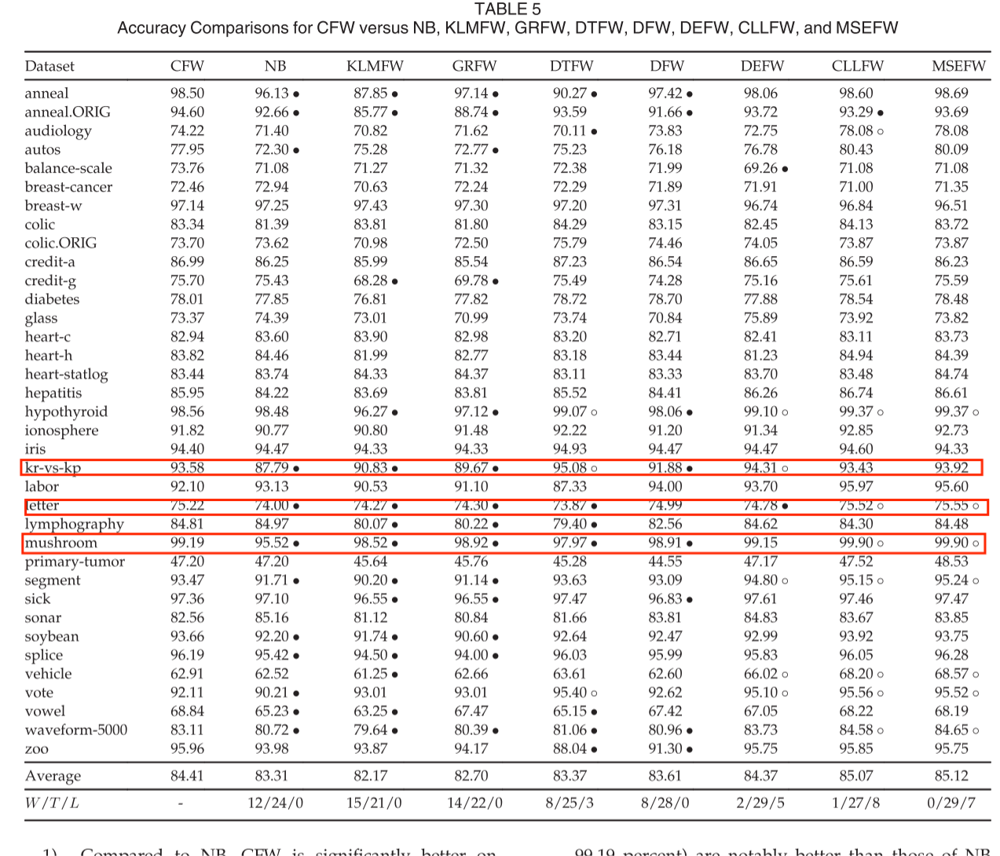 TABLE 5
Accuracy Comparisons for CFW versus NB, KLMFW, GRFW, DTFW, DFW, DEFW, CLLFW, and MSEFW
Dataset CFW NB KLMFW GRFW DTFW DFW DEFW CLLFW MSEFW
anneal 98.50 96.13 ● 87.85 ● 97.14 ● 90.27 ● 97.42 ● 98.06 98.60 98.69
anneal.ORIG 94.60 92.66 ● 85.77 ● 88.74 ● 93.59 91.66 ● 93.72 93.29 ● 93.69
audiology 74.22 71.40 70.82 71.62 70.11 ● 73.83 72.75 78.08 ○ 78.08
autos 77.95 72.30 ● 75.28 72.77 ● 75.23 76.18 76.78 80.43 80.09
balance-scale 73.76 71.08 71.27 71.32 72.38 71.99 69.26 ● 71.08 71.08
breast-cancer 72.46 72.94 70.63 72.24 72.29 71.89 71.91 71.00 71.35
breast-w 97.14 97.25 97.43 97.30 97.20 97.31 96.74 96.84 96.51
colic 83.34 81.39 83.81 81.80 84.29 83.15 82.45 84.13 83.72
colic.ORIG 73.70 73.62 70.98 72.50 75.79 74.46 74.05 73.87 73.87
credit-a 86.99 86.25 85.99 85.54 87.23 86.54 86.65 86.59 86.23
credit-g 75.70 75.43 68.28 ● 69.78 ● 75.49 74.28 75.16 75.61 75.59
diabetes 78.01 77.85 76.81 77.82 78.72 78.70 77.88 78.54 78.48
glass 73.37 74.39 73.01 70.99 73.74 70.84 75.89 73.92 73.82
heart-c 82.94 83.60 83.90 82.98 83.20 82.71 82.41 83.11 83.73
heart-h 83.82 84.46 81.99 82.77 83.18 83.44 81.23 84.94 84.39
heart-statlog 83.44 83.74 84.33 84.37 83.11 83.33 83.70 83.48 84.74
hepatitis 85.95 84.22 83.69 83.81 85.52 84.41 86.26 86.74 86.61
hypothyroid 98.56 98.48 96.27 ● 97.12 ● 99.07 ○ 98.06 ● 99.10 ○ 99.37 ○ 99.37 ○
ionosphere 91.82 90.77 90.80 91.48 92.22 91.20 91.34 92.85 92.73
iris 94.40 94.47 94.33 94.33 94.93 94.47 94.47 94.60 94.33
kr-vs-kp 93.58 87.79 ● 90.83 ● 89.67 ● 95.08 ○ 91.88 ● 94.31 ○ 93.43 93.92
labor 92.10 93.13 90.53 91.10 87.33 94.00 93.70 95.97 95.60
letter 75.22 74.00 ● 74.27 ● 74.30 ● 73.87 ● 74.99 74.78 ● 75.52 ○ 75.55 ○
lymphography 84.81 84.97 80.07 ● 80.22 ● 79.40 ● 82.56 84.62 84.30 84.48
mushroom 99.19 95.52 ● 98.52 ● 98.92 ● 97.97 ● 98.91 ● 99.15 99.90 ○ 99.90 ○
primary-tumor 47.20 47.20 45.64 45.76 45.28 44.55 47.17 47.52 48.53
segment 93.47 91.71 ● 90.20 ● 91.14 ● 93.63 93.09 94.80 ○ 95.15 ○ 95.24 ○
sick 97.36 97.10 96.55 ● 96.55 ● 97.47 96.83 ● 97.61 97.46 97.47
sonar 82.56 85.16 81.12 80.84 81.66 83.81 84.83 83.67 83.85
soybean 93.66 92.20 ● 91.74 ● 90.60 ● 92.64 92.47 92.99 93.92 93.75
splice 96.19 95.42 ● 94.50 ● 94.00 ● 96.03 95.99 95.83 96.05 96.28
vehicle 62.91 62.52 61.25 ● 62.66 63.61 62.60 66.02 ○ 68.20 ○ 68.57 ○
vote 92.11 90.21 ● 93.01 93.01 95.40 ○ 92.62 95.10 ○ 95.56 ○ 95.52 ○
vowel 68.84 65.23 ● 63.25 ● 67.47 65.15 ● 67.42 67.05 68.22 68.19
waveform-5000 83.11 80.72 ● 79.64 ● 80.39 ● 81.06 ● 80.96 ● 83.73 84.58 ○ 84.65 ○
zoo 95.96 93.98 93.87 94.17 88.04 ● 91.30 ● 95.75 95.85 95.75
Average 84.41 83.31 82.17 82.70 83.37 83.61 84.37 85.07 85.12
W/T/L - 12/24/0 15/21/0 14/22/0 8/25/3 8/28/0 2/29/5 1/27/8 0/29/7
1) Compared to NB, CFW is significantly better on
99.19 percent) are notably better than those of NB